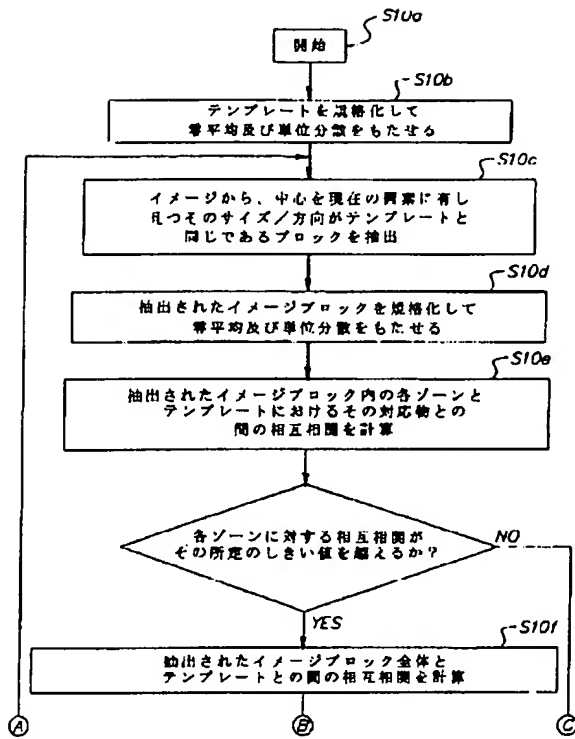 S10a
開始
S10b
テンプレートを規格化して
零平均及び単位分散をもたせる
S10c
イメージから、中心を現在の画素に有し
且つそのサイズ/方向がテンプレートと
同じであるブロックを抽出
S10d
抽出されたイメージブロックを規格化して
零平均及び単位分散をもたせる
S10e
抽出されたイメージブロック内の各ゾーンと
テンプレートにおけるその対応物との
間の相互相関を計算
各ゾーンに対する相互相関が
その所定のしきい値を越えるか?
NO
YES
S10f
抽出されたイメージブロック全体と
テンプレートとの間の相互相関を計算
A
B
C